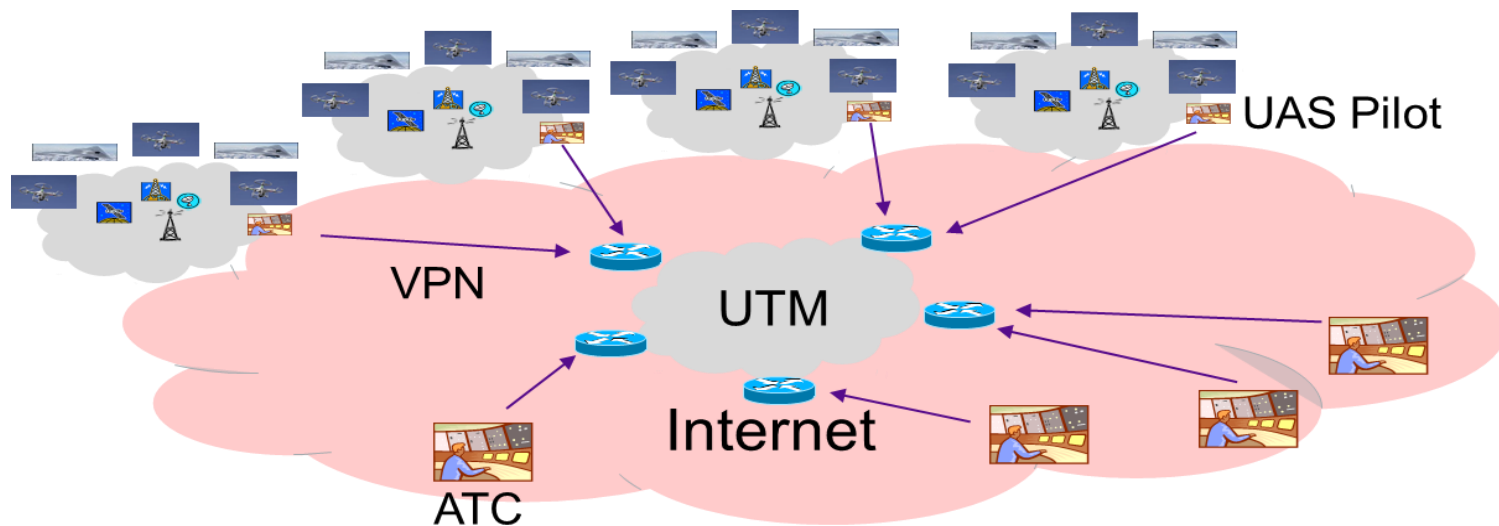 UAS Pilot
VPN
UTM
Internet
ATC